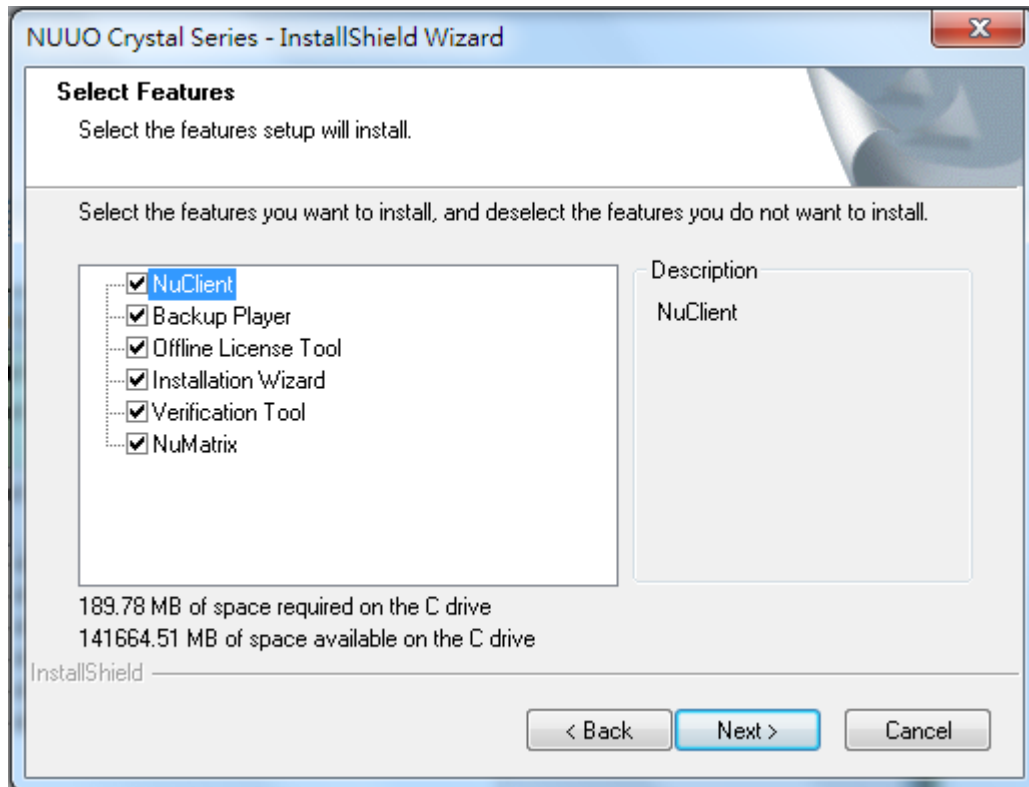 NUUO Crystal Series - InstallShield Wizard
Select Features
Select the features setup will install.
Select the features you want to install, and deselect the features you do not want to install.
NuClient
Backup Player
Offline License Tool
Installation Wizard
Verification Tool
NuMatrix
Description
NuClient
189.78 MB of space required on the C drive
141664.51 MB of space available on the C drive
InstallShield
< Back
Next >
Cancel